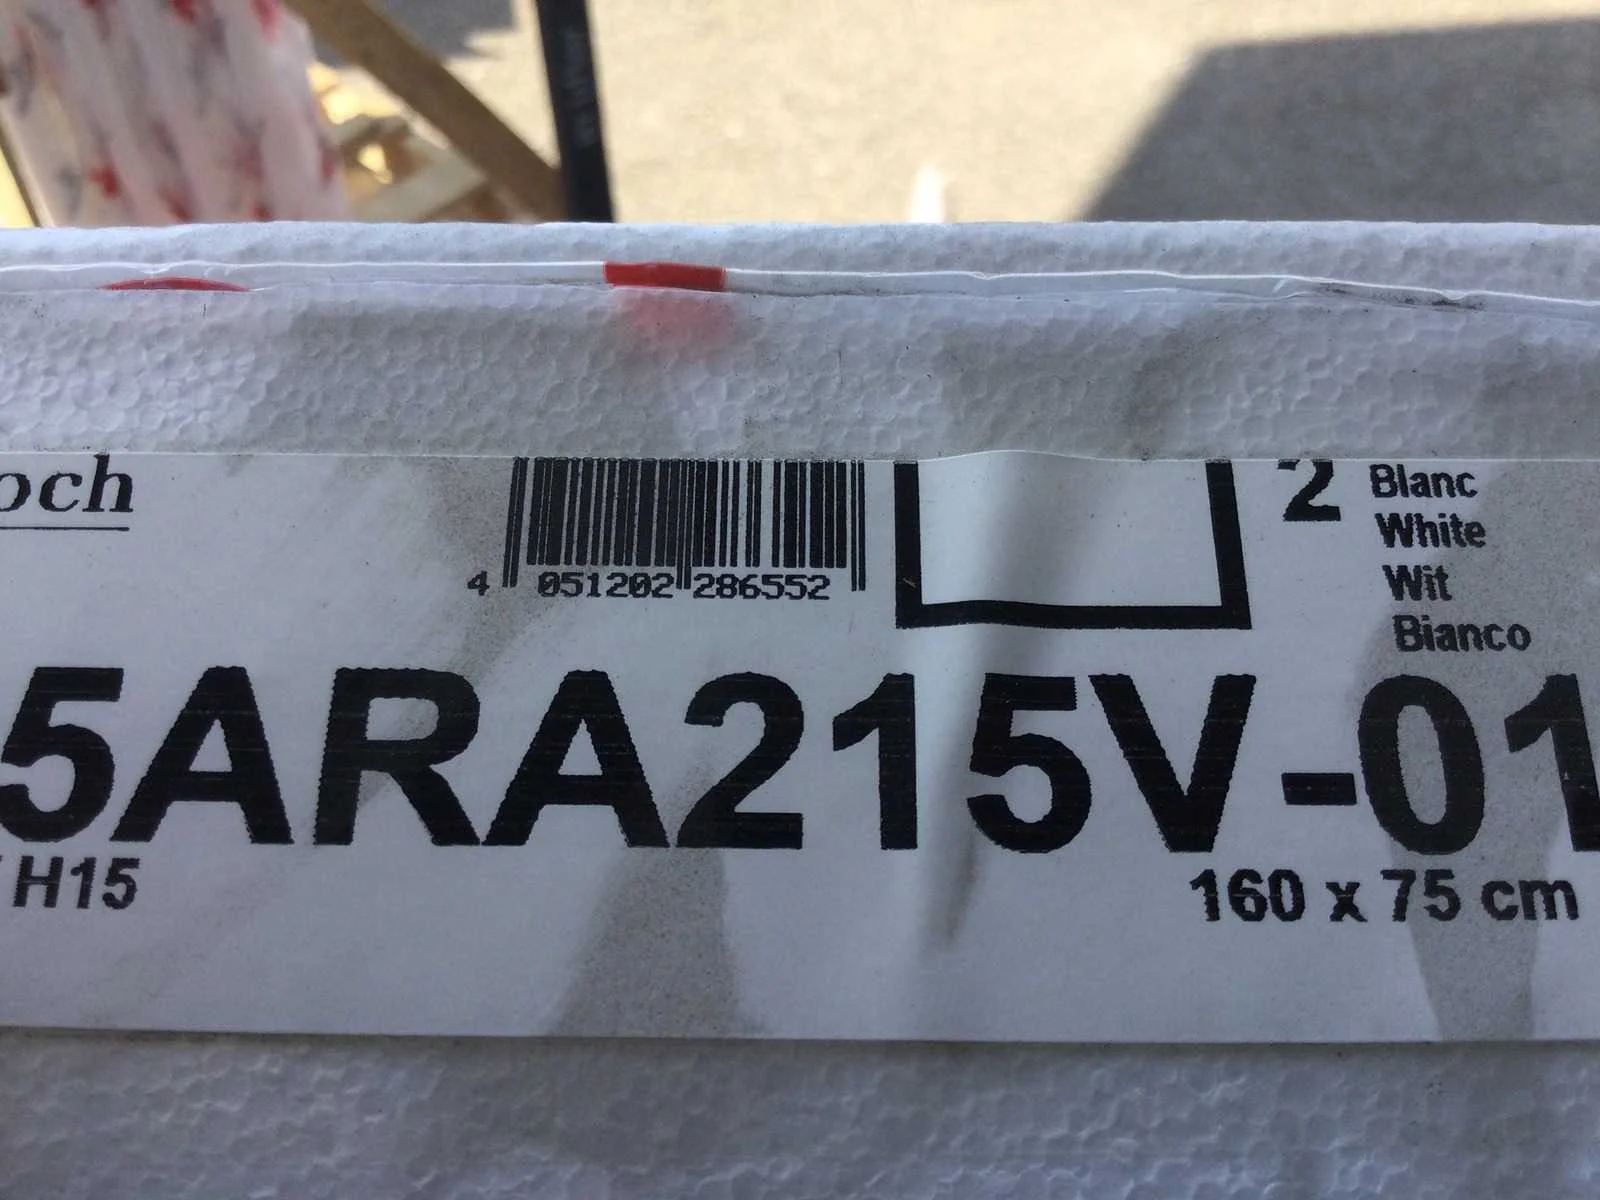 och
4 051202 286552
2
Blanc
White
Wit
Bianco
5ARA215V-01
H15
160 x 75 cm